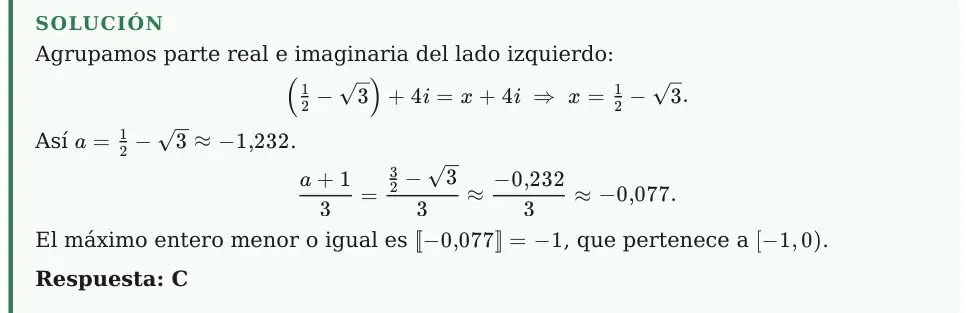 SOLUCIÓN
Agrupamos parte real e imaginaria del lado izquierdo:
(1/2 − √3) + 4i = x + 4i ⇒ x = 1/2 − √3.
Así a = 1/2 − √3 ≈ −1,232.
(a + 1)/3 = (3/2 − √3)/3 ≈ (−0,232)/3 ≈ −0,077.
El máximo entero menor o igual es ⟦−0,077⟧ = −1, que pertenece a [−1, 0).
Respuesta: C